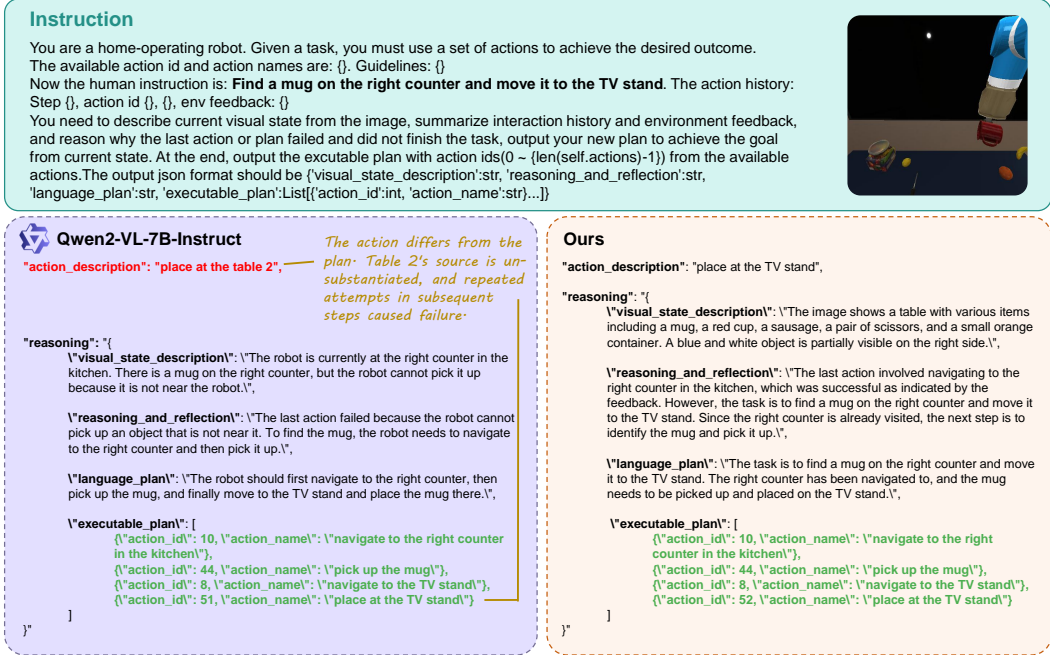 Instruction
You are a home-operating robot. Given a task, you must use a set of actions to achieve the desired outcome.
The available action id and action names are: {}. Guidelines: {}
Now the human instruction is: Find a mug on the right counter and move it to the TV stand. The action history:
Step {}, action id {}, {}, env feedback: {}
You need to describe current visual state from the image, summarize interaction history and environment feedback,
and reason why the last action or plan failed and did not finish the task, output your new plan to achieve the goal
from current state. At the end, output the excutable plan with action ids(0 ~ {len(self.actions)-1}) from the available
actions.The output json format should be {'visual_state_description':str, 'reasoning_and_reflection':str,
'language_plan':str, 'executable_plan':List[{'action_id':int, 'action_name':str}...]}
Qwen2-VL-7B-Instruct
"action_description": "place at the table 2",
The action differs from the
plan. Table 2's source is un-
substantiated, and repeated
attempts in subsequent
steps caused failure.
"reasoning": "{
\"visual_state_description\": \"The robot is currently at the right counter in the
kitchen. There is a mug on the right counter, but the robot cannot pick it up
because it is not near the robot.\",
\"reasoning_and_reflection\": \"The last action failed because the robot cannot
pick up an object that is not near it. To find the mug, the robot needs to navigate
to the right counter and then pick it up.\",
\"language_plan\": \"The robot should first navigate to the right counter, then
pick up the mug, and finally move to the TV stand and place the mug there.\",
\"executable_plan\": [
{\"action_id\": 10, \"action_name\": \"navigate to the right counter
in the kitchen\"},
{\"action_id\": 44, \"action_name\": \"pick up the mug\"},
{\"action_id\": 8, \"action_name\": \"navigate to the TV stand\"},
{\"action_id\": 51, \"action_name\": \"place at the TV stand\"}
]
}"
Ours
"action_description": "place at the TV stand",
"reasoning": "{
\"visual_state_description\": \"The image shows a table with various items
including a mug, a red cup, a sausage, a pair of scissors, and a small orange
container. A blue and white object is partially visible on the right side.\",
\"reasoning_and_reflection\": \"The last action involved navigating to the
right counter in the kitchen, which was successful as indicated by the
feedback. However, the task is to find a mug on the right counter and move it
to the TV stand. Since the right counter is already visited, the next step is to
identify the mug and pick it up.\",
\"language_plan\": \"The task is to find a mug on the right counter and move
it to the TV stand. The right counter has been navigated to, and the mug
needs to be picked up and placed on the TV stand.\",
\"executable_plan\": [
{\"action_id\": 10, \"action_name\": \"navigate to the right
counter in the kitchen\"},
{\"action_id\": 44, \"action_name\": \"pick up the mug\"},
{\"action_id\": 8, \"action_name\": \"navigate to the TV stand\"},
{\"action_id\": 52, \"action_name\": \"place at the TV stand\"}
]
}"